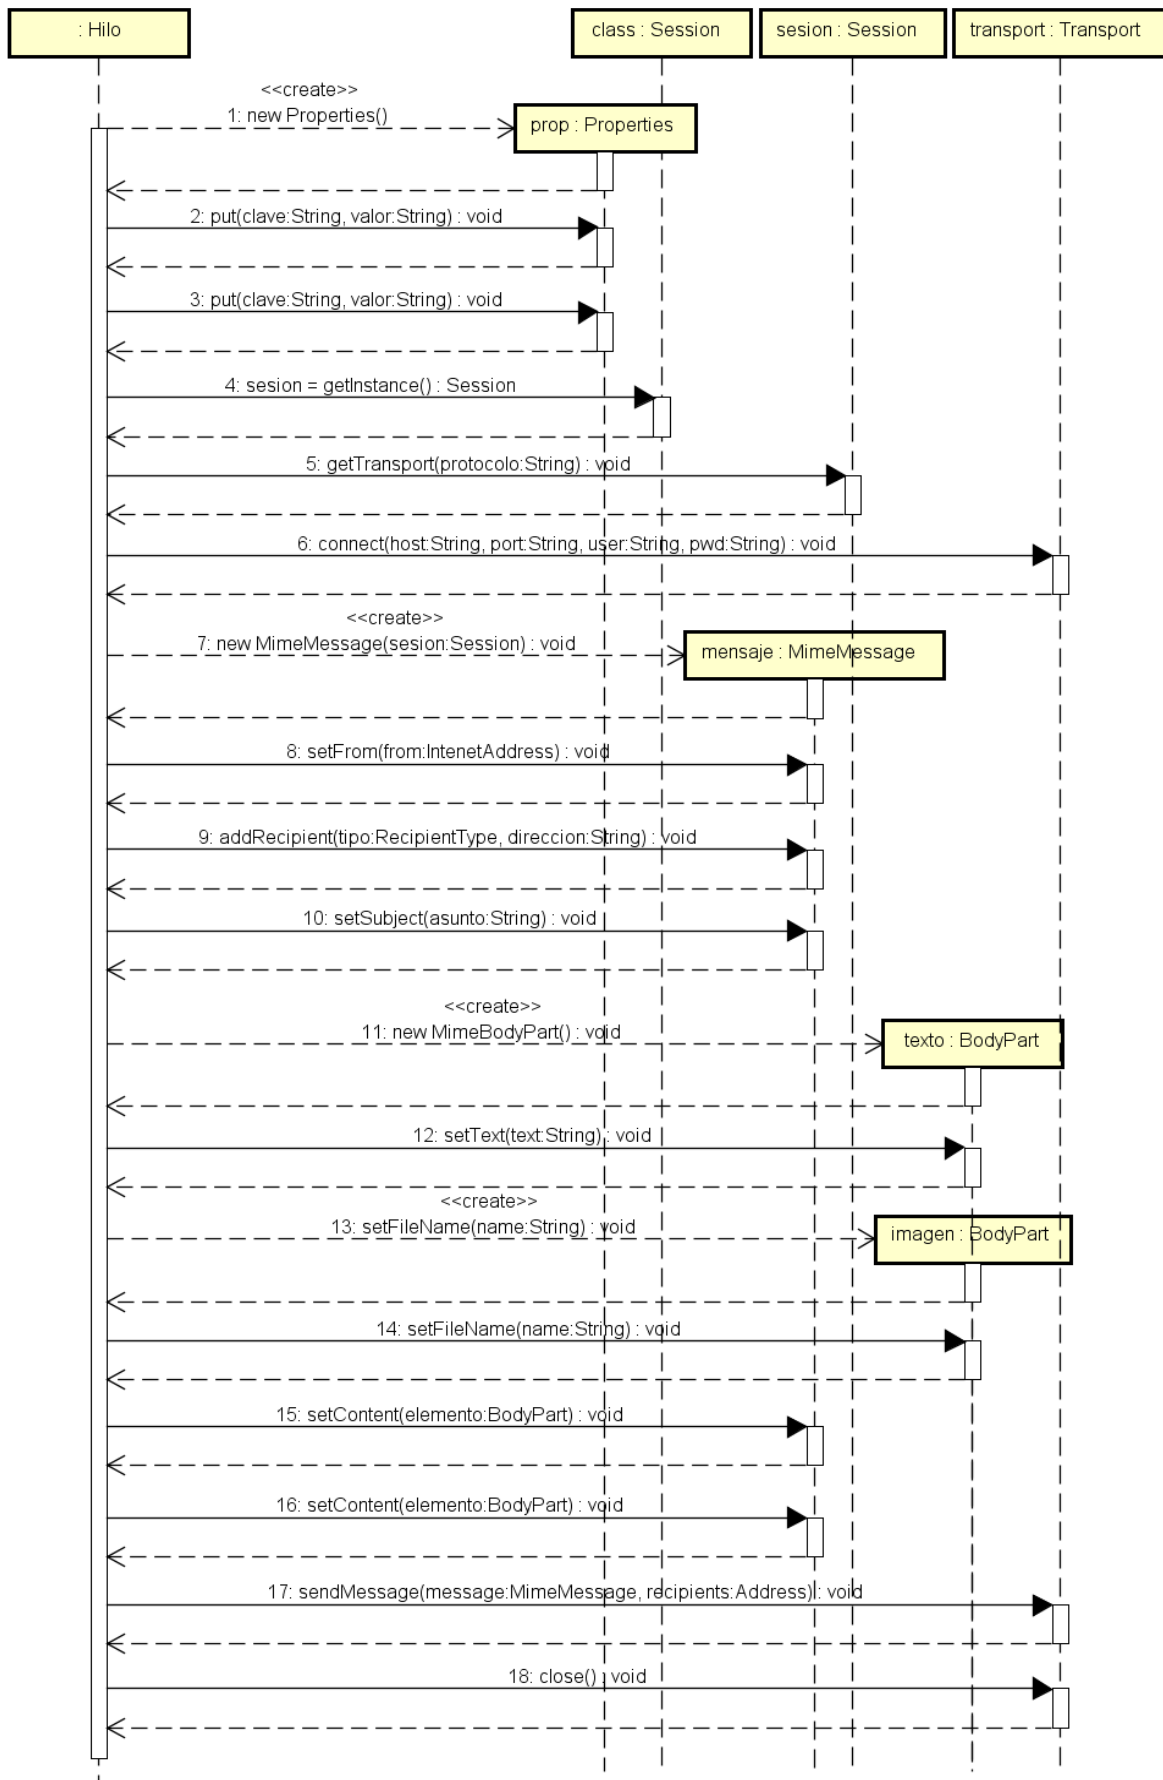 : Hilo
class : Session
sesion : Session
transport : Transport
<<create>>
1: new Properties()
prop : Properties
2: put(clave:String, valor:String) : void
3: put(clave:String, valor:String) : void
4: sesion = getInstance() : Session
5: getTransport(protocolo:String) : void
6: connect(host:String, port:String, user:String, pwd:String) : void
<<create>>
7: new MimeMessage(sesion:Session) : void
mensaje : MimeMessage
8: setFrom(from:IntenetAddress) : void
9: addRecipient(tipo:RecipientType, direccion:String) : void
10: setSubject(asunto:String) : void
<<create>>
11: new MimeBodyPart() : void
texto : BodyPart
12: setText(text:String) : void
<<create>>
13: setFileName(name:String) : void
imagen : BodyPart
14: setFileName(name:String) : void
15: setContent(elemento:BodyPart) : void
16: setContent(elemento:BodyPart) : void
17: sendMessage(message:MimeMessage, recipients:Address) : void
18: close() : void